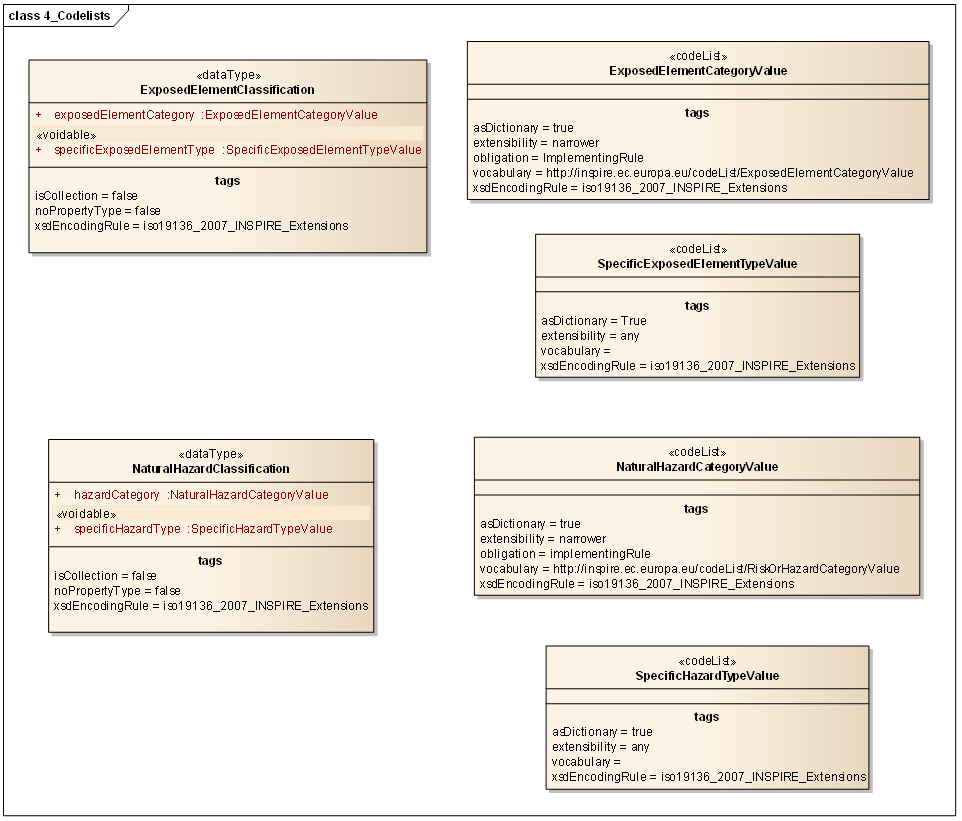 class 4_Codelists
«dataType»
ExposedElementClassification
+ exposedElementCategory :ExposedElementCategoryValue
«voidable»
+ specificExposedElementType :SpecificExposedElementTypeValue
tags
isCollection = false
noPropertyType = false
xsdEncodingRule = iso19136_2007_INSPIRE_Extensions
«codeList»
ExposedElementCategoryValue
tags
asDictionary = true
extensibility = narrower
obligation = ImplementingRule
vocabulary = http://inspire.ec.europa.eu/codeList/ExposedElementCategoryValue
xsdEncodingRule = iso19136_2007_INSPIRE_Extensions
«codeList»
SpecificExposedElementTypeValue
tags
asDictionary = True
extensibility = any
vocabulary =
xsdEncodingRule = iso19136_2007_INSPIRE_Extensions
«dataType»
NaturalHazardClassification
+ hazardCategory :NaturalHazardCategoryValue
«voidable»
+ specificHazardType :SpecificHazardTypeValue
tags
isCollection = false
noPropertyType = false
xsdEncodingRule = iso19136_2007_INSPIRE_Extensions
«codeList»
NaturalHazardCategoryValue
tags
asDictionary = true
extensibility = narrower
obligation = implementingRule
vocabulary = http://inspire.ec.europa.eu/codeList/RiskOrHazardCategoryValue
xsdEncodingRule = iso19136_2007_INSPIRE_Extensions
«codeList»
SpecificHazardTypeValue
tags
asDictionary = true
extensibility = any
vocabulary =
xsdEncodingRule = iso19136_2007_INSPIRE_Extensions